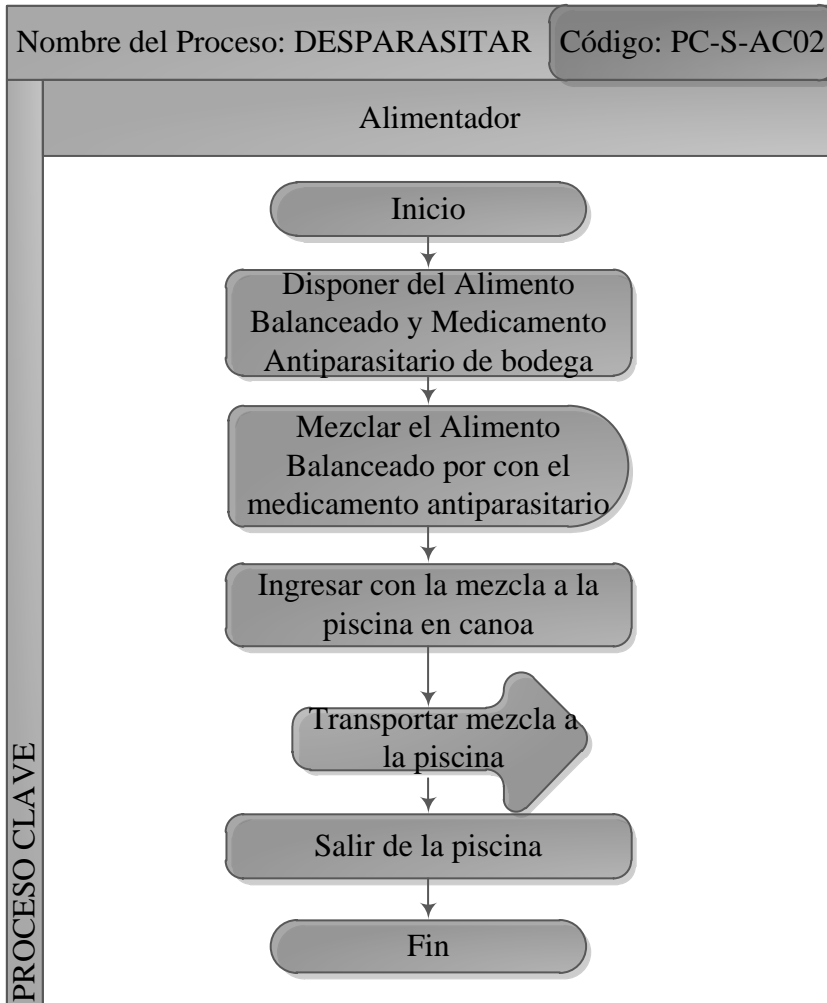 Nombre del Proceso: DESPARASITAR
Código: PC-S-AC02
Alimentador
PROCESO CLAVE
Inicio
Disponer del Alimento
Balanceado y Medicamento
Antiparasitario de bodega
Mezclar el Alimento
Balanceado por con el
medicamento antiparasitario
Ingresar con la mezcla a la
piscina en canoa
Transportar mezcla a
la piscina
Salir de la piscina
Fin